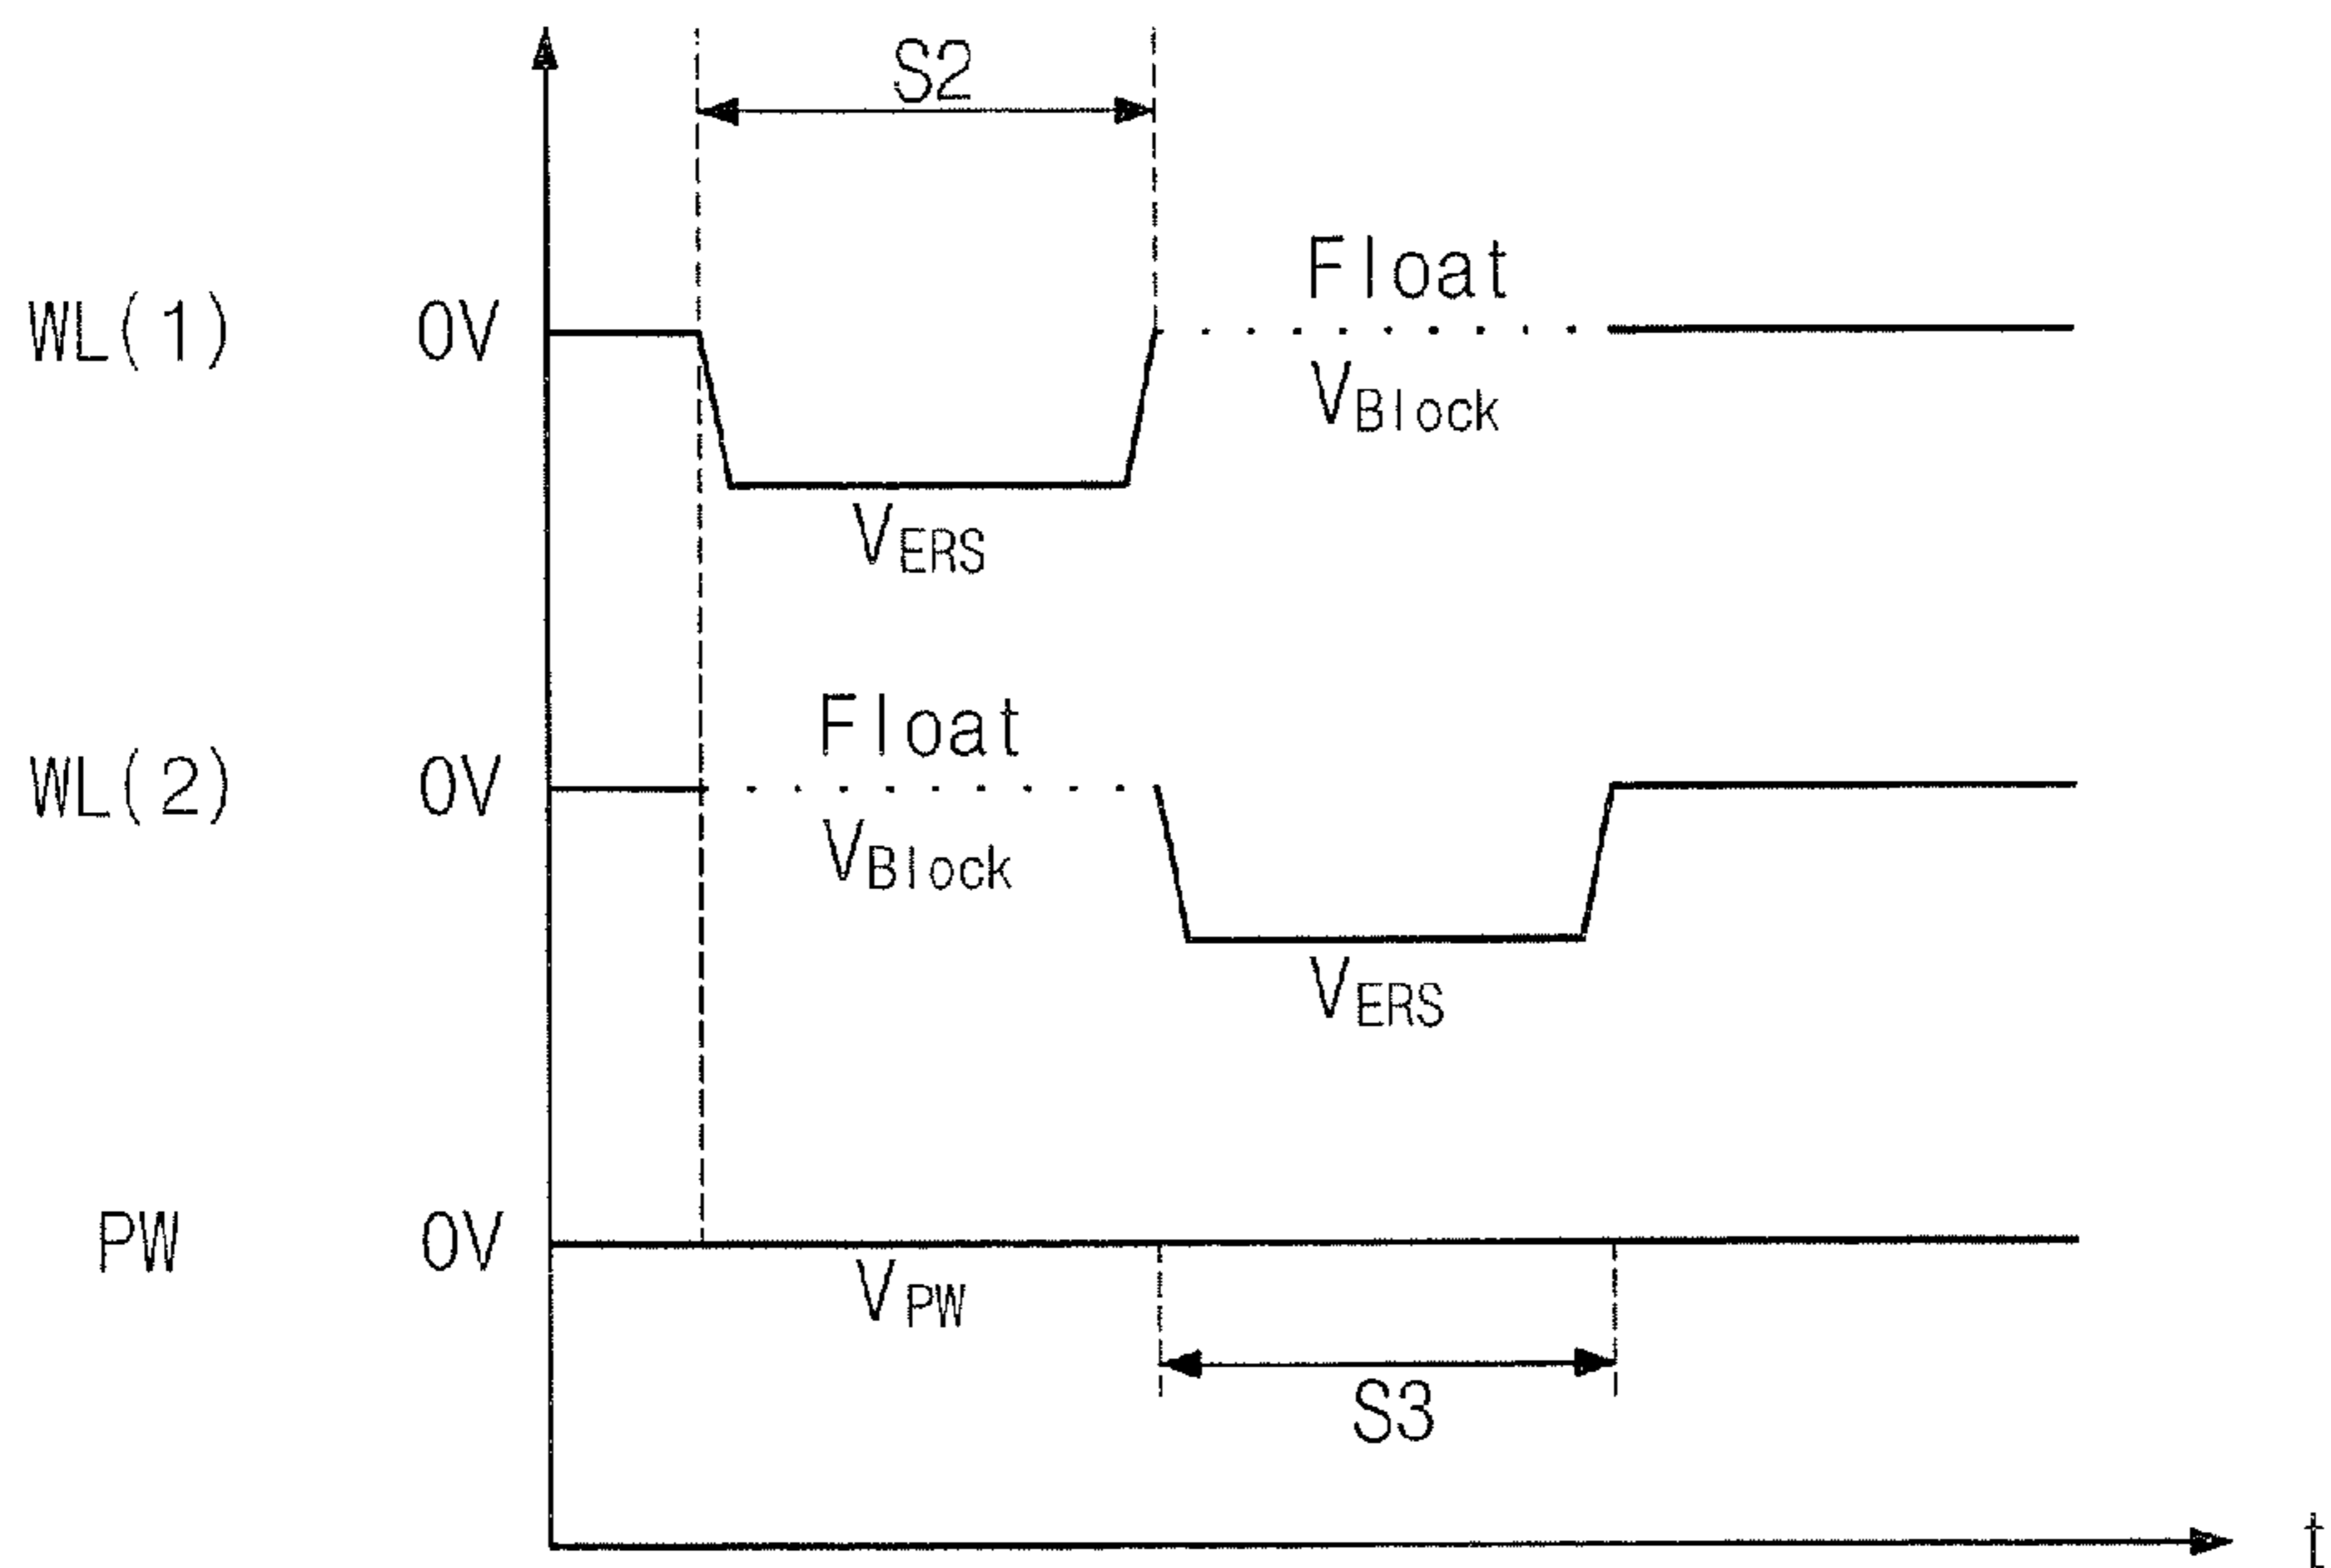 S2
WL(1)
0V
Float
VBlock
VERS
WL(2)
0V
Float
VBlock
VERS
PW
0V
VPW
S3
t